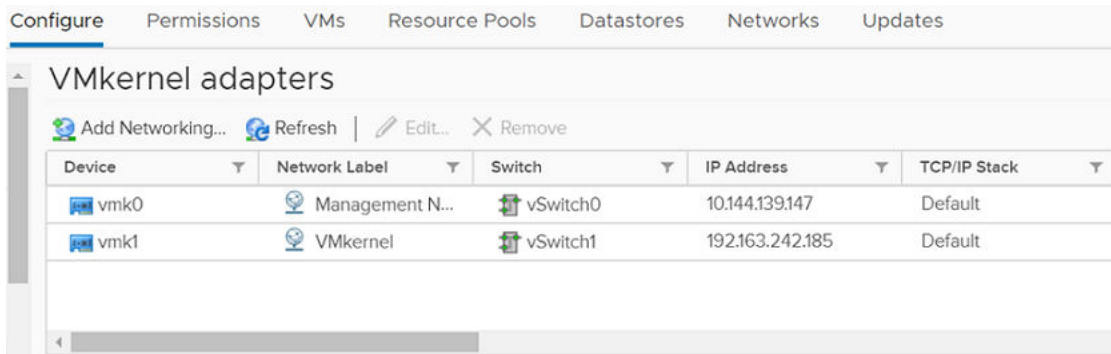 Configure Permissions VMs Resource Pools Datastores Networks Updates
VMkernel adapters
Add Networking... Refresh | Edit... Remove
Device Network Label Switch IP Address TCP/IP Stack
vmk0 Management N... vSwitch0 10.144.139.147 Default
vmk1 VMkernel vSwitch1 192.163.242.185 Default